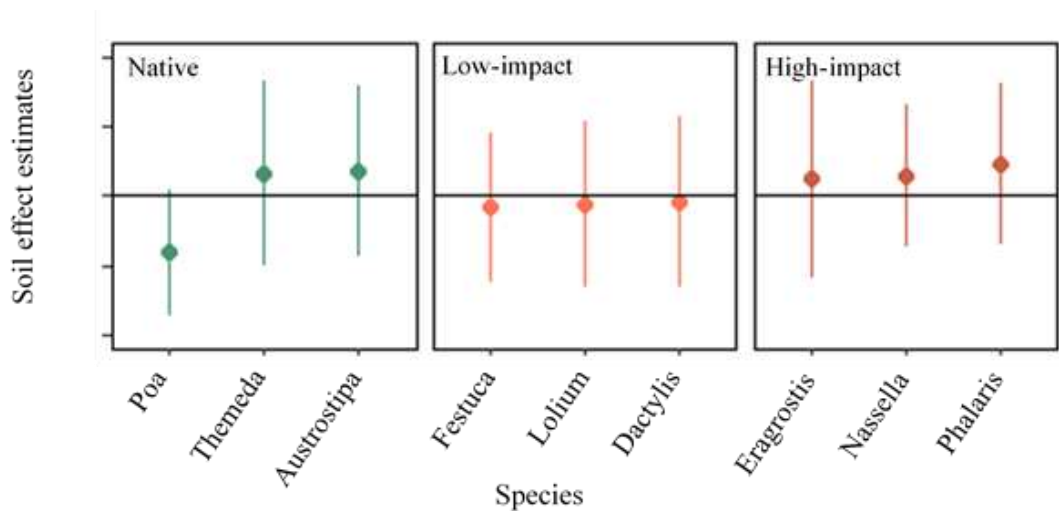 Native
Low-impact
High-impact
Soil effect estimates
Poa
Themeda
Austrostipa
Festuca
Lolium
Dactylis
Eragrostis
Nassella
Phalaris
Species